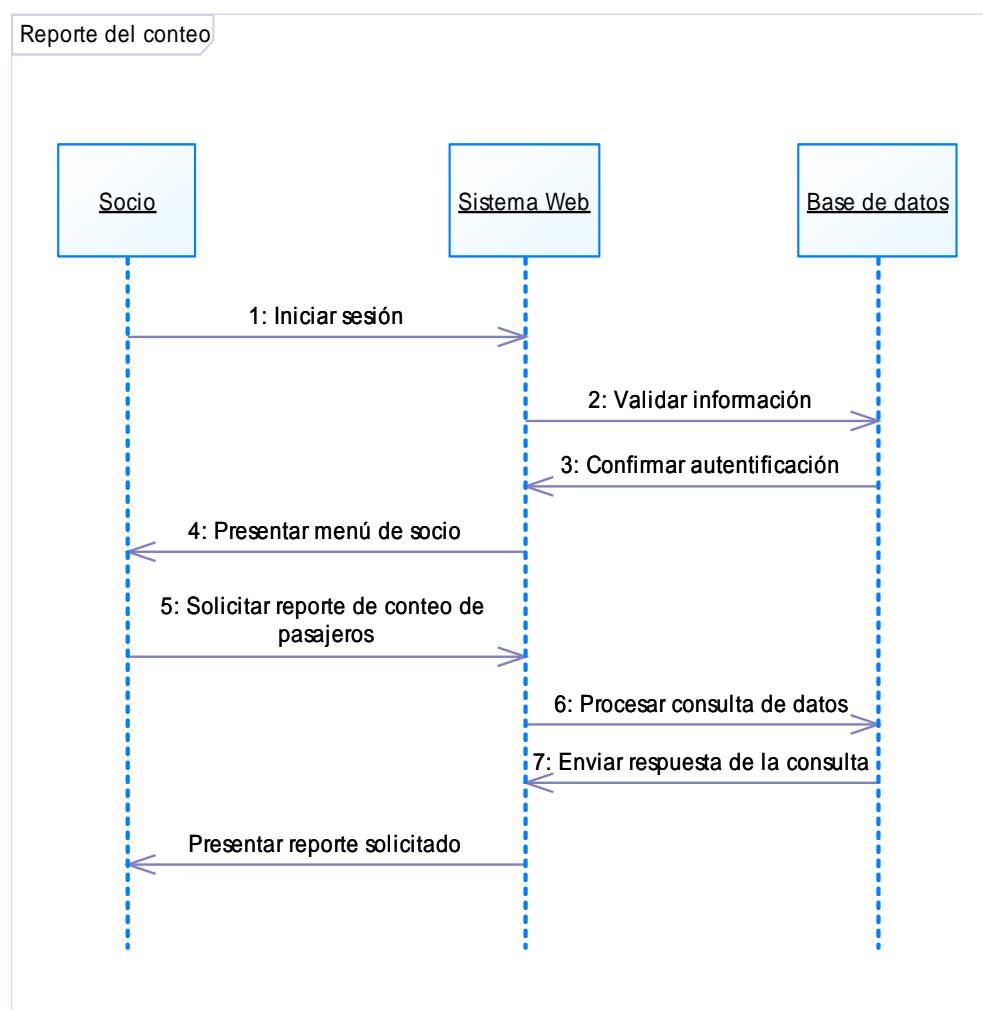 Reporte del conteo
Socio
Sistema Web
Base de datos
1: Iniciar sesión
2: Validar información
3: Confirmar autentificación
4: Presentar menú de socio
5: Solicitar reporte de conteo de
pasajeros
6: Procesar consulta de datos
7: Enviar respuesta de la consulta
Presentar reporte solicitado